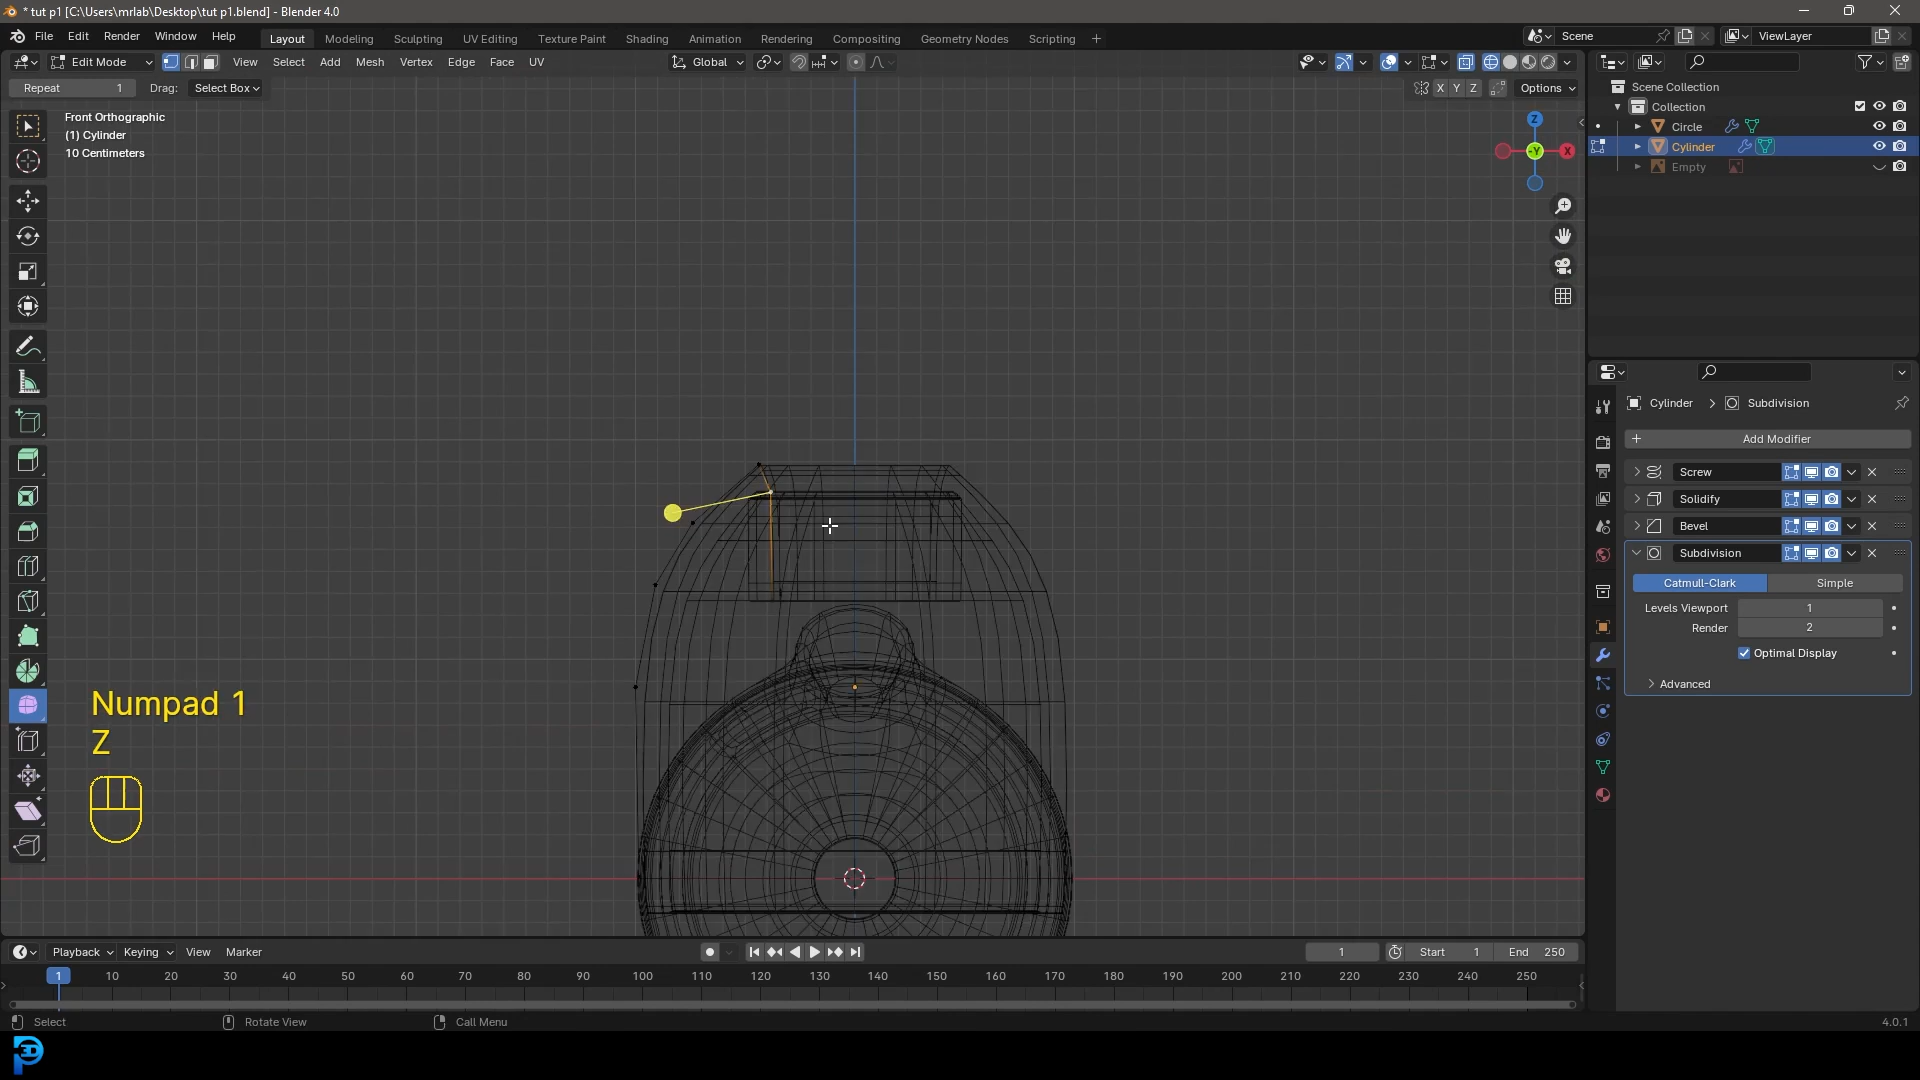 * tut p1 [C:\Users\mrlab\Desktop\tut p1.blend] - Blender 4.0
File Edit Render Window Help Layout Modeling Sculpting UV Editing Texture Paint Shading Animation Rendering Compositing Geometry Nodes Scripting + Scene ViewLayer
Edit Mode View Select Add Mesh Vertex Edge Face UV Global
Repeat 1 Drag: Select Box X Y Z Options
Front Orthographic
(1) Cylinder
10 Centimeters
Z
-Y X
Scene Collection
Collection
Circle
Cylinder
Empty
Cylinder > Subdivision
+ Add Modifier
Screw
Solidify
Bevel
Subdivision
Catmull-Clark Simple
Levels Viewport 1
Render 2
Optimal Display
Advanced
Numpad 1
Z
Playback Keying View Marker 1 Start 1 End 250
1 10 20 30 40 50 60 70 80 90 100 110 120 130 140 150 160 170 180 190 200 210 220 230 240 250
Select Rotate View Call Menu 4.0.1
3D